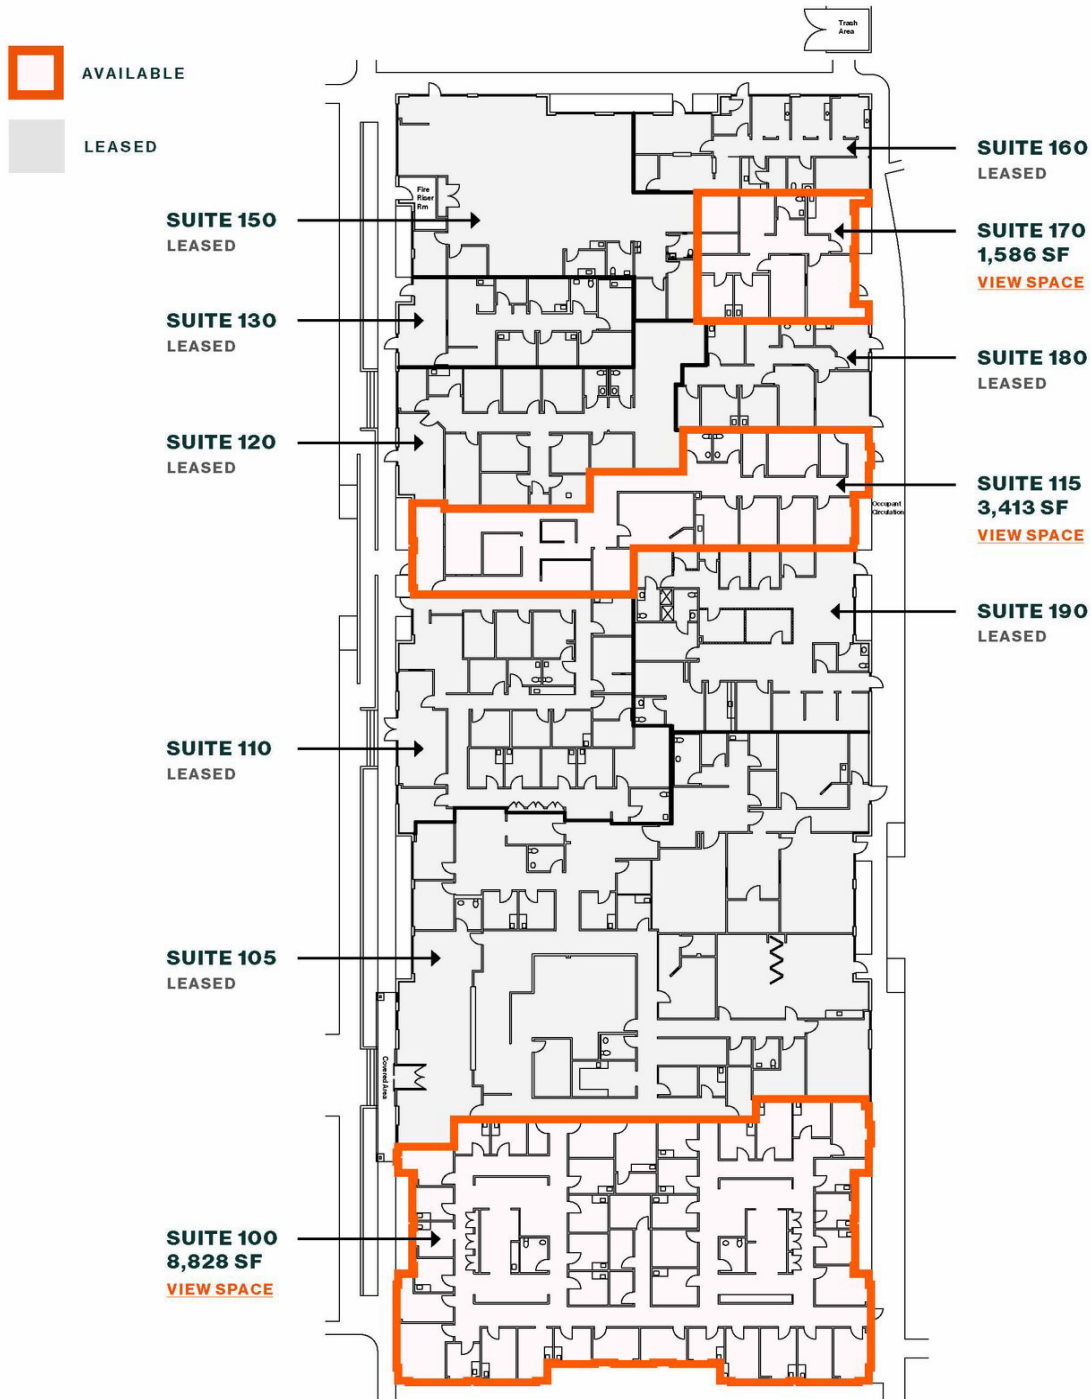 Trash
Area
AVAILABLE
LEASED
SUITE 160
LEASED
Fire
Riser
Rm
SUITE 150
LEASED
SUITE 170
1,586 SF
VIEW SPACE
SUITE 130
LEASED
SUITE 180
LEASED
SUITE 120
LEASED
SUITE 115
3,413 SF
VIEW SPACE
Occupant
Circulation
SUITE 190
LEASED
SUITE 110
LEASED
SUITE 105
LEASED
Covered Area
SUITE 100
8,828 SF
VIEW SPACE